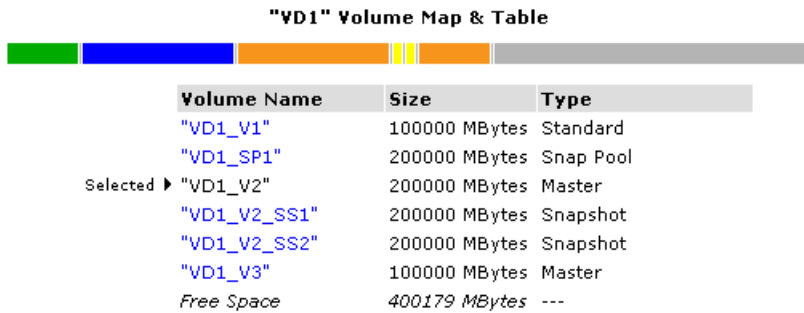 "VD1" Volume Map & Table
Volume Name Size Type
"VD1_V1" 100000 MBytes Standard
"VD1_SP1" 200000 MBytes Snap Pool
Selected "VD1_V2" 200000 MBytes Master
"VD1_V2_SS1" 200000 MBytes Snapshot
"VD1_V2_SS2" 200000 MBytes Snapshot
"VD1_V3" 100000 MBytes Master
Free Space 400179 MBytes ---